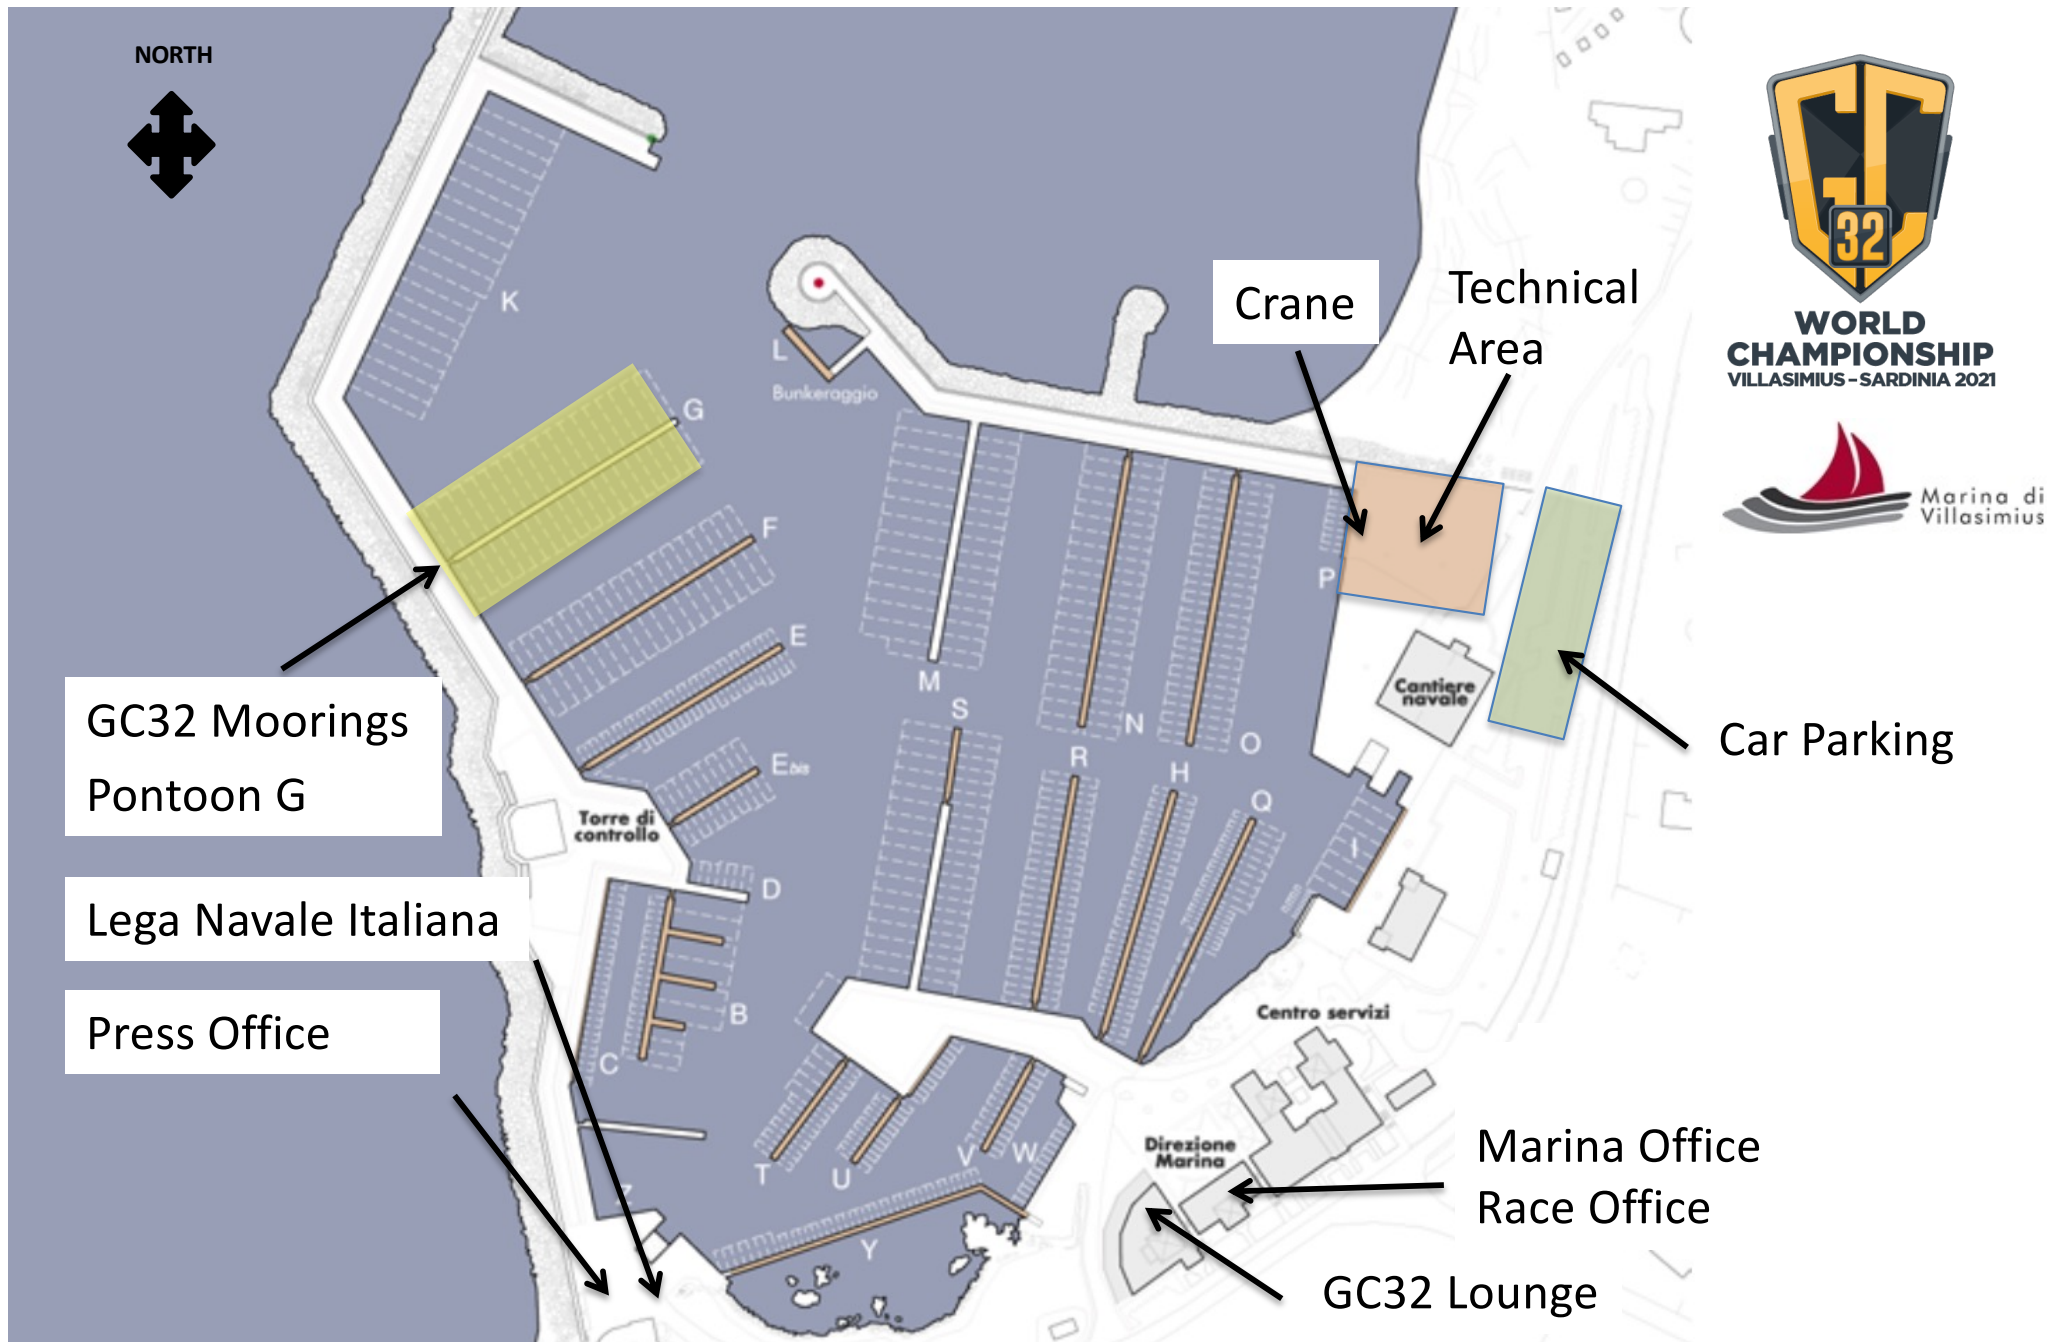 NORTH
GC
32
WORLD
CHAMPIONSHIP
VILLASIMIUS – SARDINIA 2021
Marina di
Villasimius
K
L
Bunkeraggio
Crane
Technical
Area
G
F
E
Ebis
P
M
S
N
O
R
H
Q
I
Cantiere
navale
Car Parking
GC32 Moorings
Pontoon G
Torre di
controllo
D
Lega Navale Italiana
Press Office
B
C
Centro servizi
Direzione
Marina
T
U
V
W
Z
Y
Marina Office
Race Office
GC32 Lounge